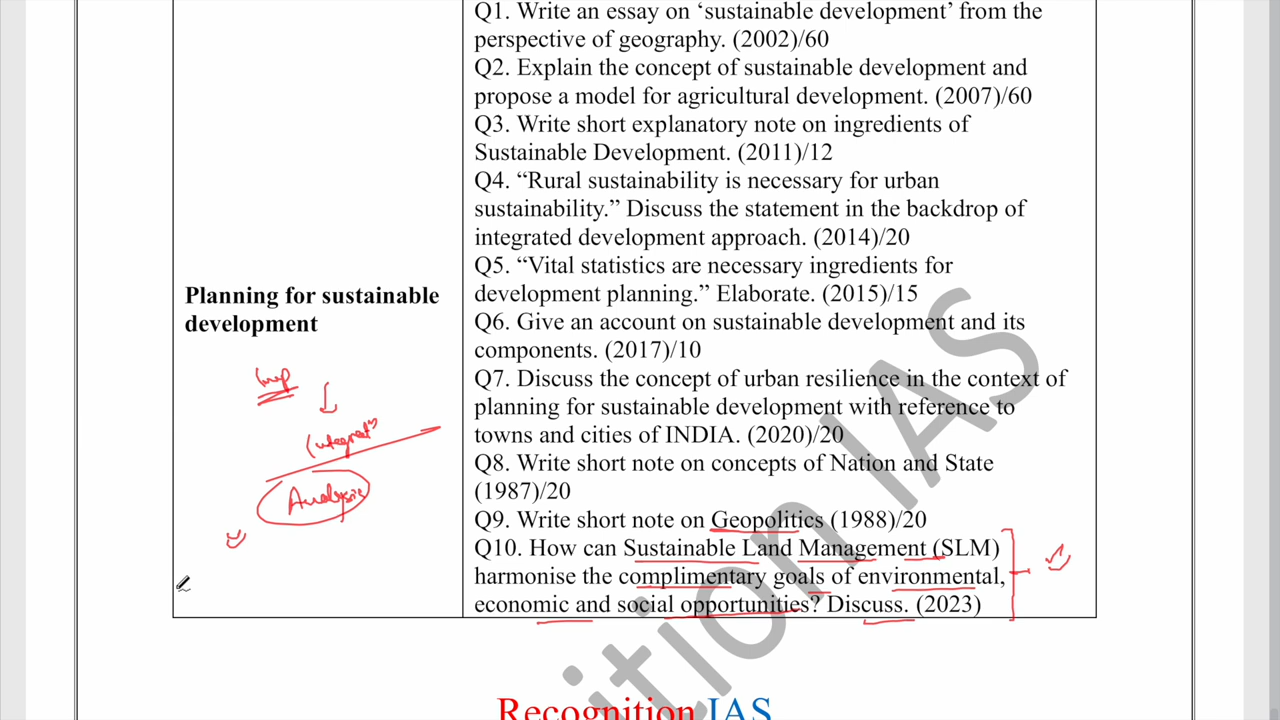 Q1. Write an essay on ‘sustainable development’ from the
perspective of geography. (2002)/60
Q2. Explain the concept of sustainable development and
propose a model for agricultural development. (2007)/60
Q3. Write short explanatory note on ingredients of
Sustainable Development. (2011)/12
Q4. “Rural sustainability is necessary for urban
sustainability.” Discuss the statement in the backdrop of
integrated development approach. (2014)/20
Q5. “Vital statistics are necessary ingredients for
development planning.” Elaborate. (2015)/15
Q6. Give an account on sustainable development and its
components. (2017)/10
Q7. Discuss the concept of urban resilience in the context of
planning for sustainable development with reference to
towns and cities of INDIA. (2020)/20
Q8. Write short note on concepts of Nation and State
(1987)/20
Q9. Write short note on Geopolitics (1988)/20
Q10. How can Sustainable Land Management (SLM)
harmonise the complimentary goals of environmental,
economic and social opportunities? Discuss. (2023)
Planning for sustainable
development
Imp
Analysis
ition IAS
Recognition IAS